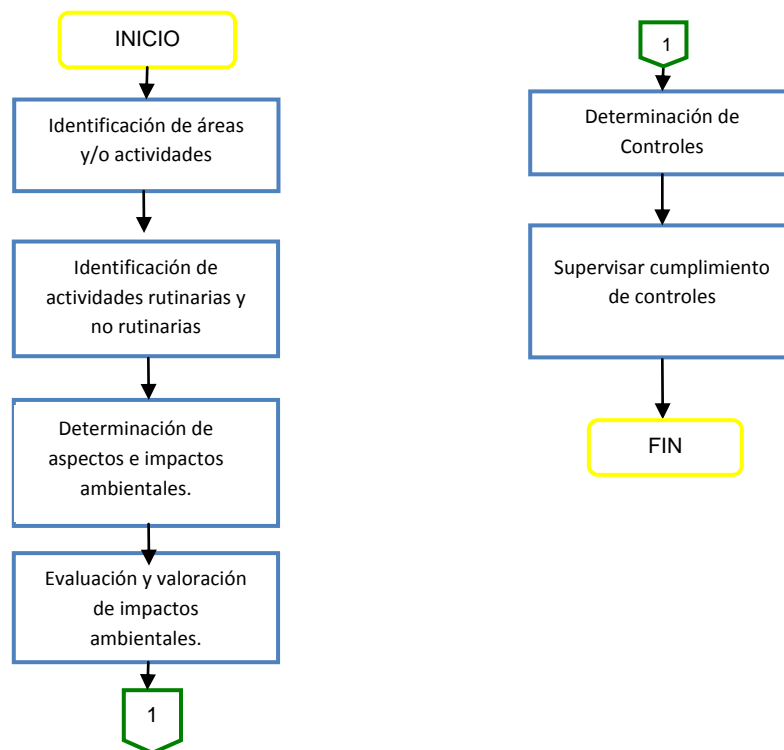 INICIO
Identificación de áreas
y/o actividades
Identificación de
actividades rutinarias y
no rutinarias
Determinación de
aspectos e impactos
ambientales.
Evaluación y valoración
de impactos
ambientales.
1
1
Determinación de
Controles
Supervisar cumplimiento
de controles
FIN